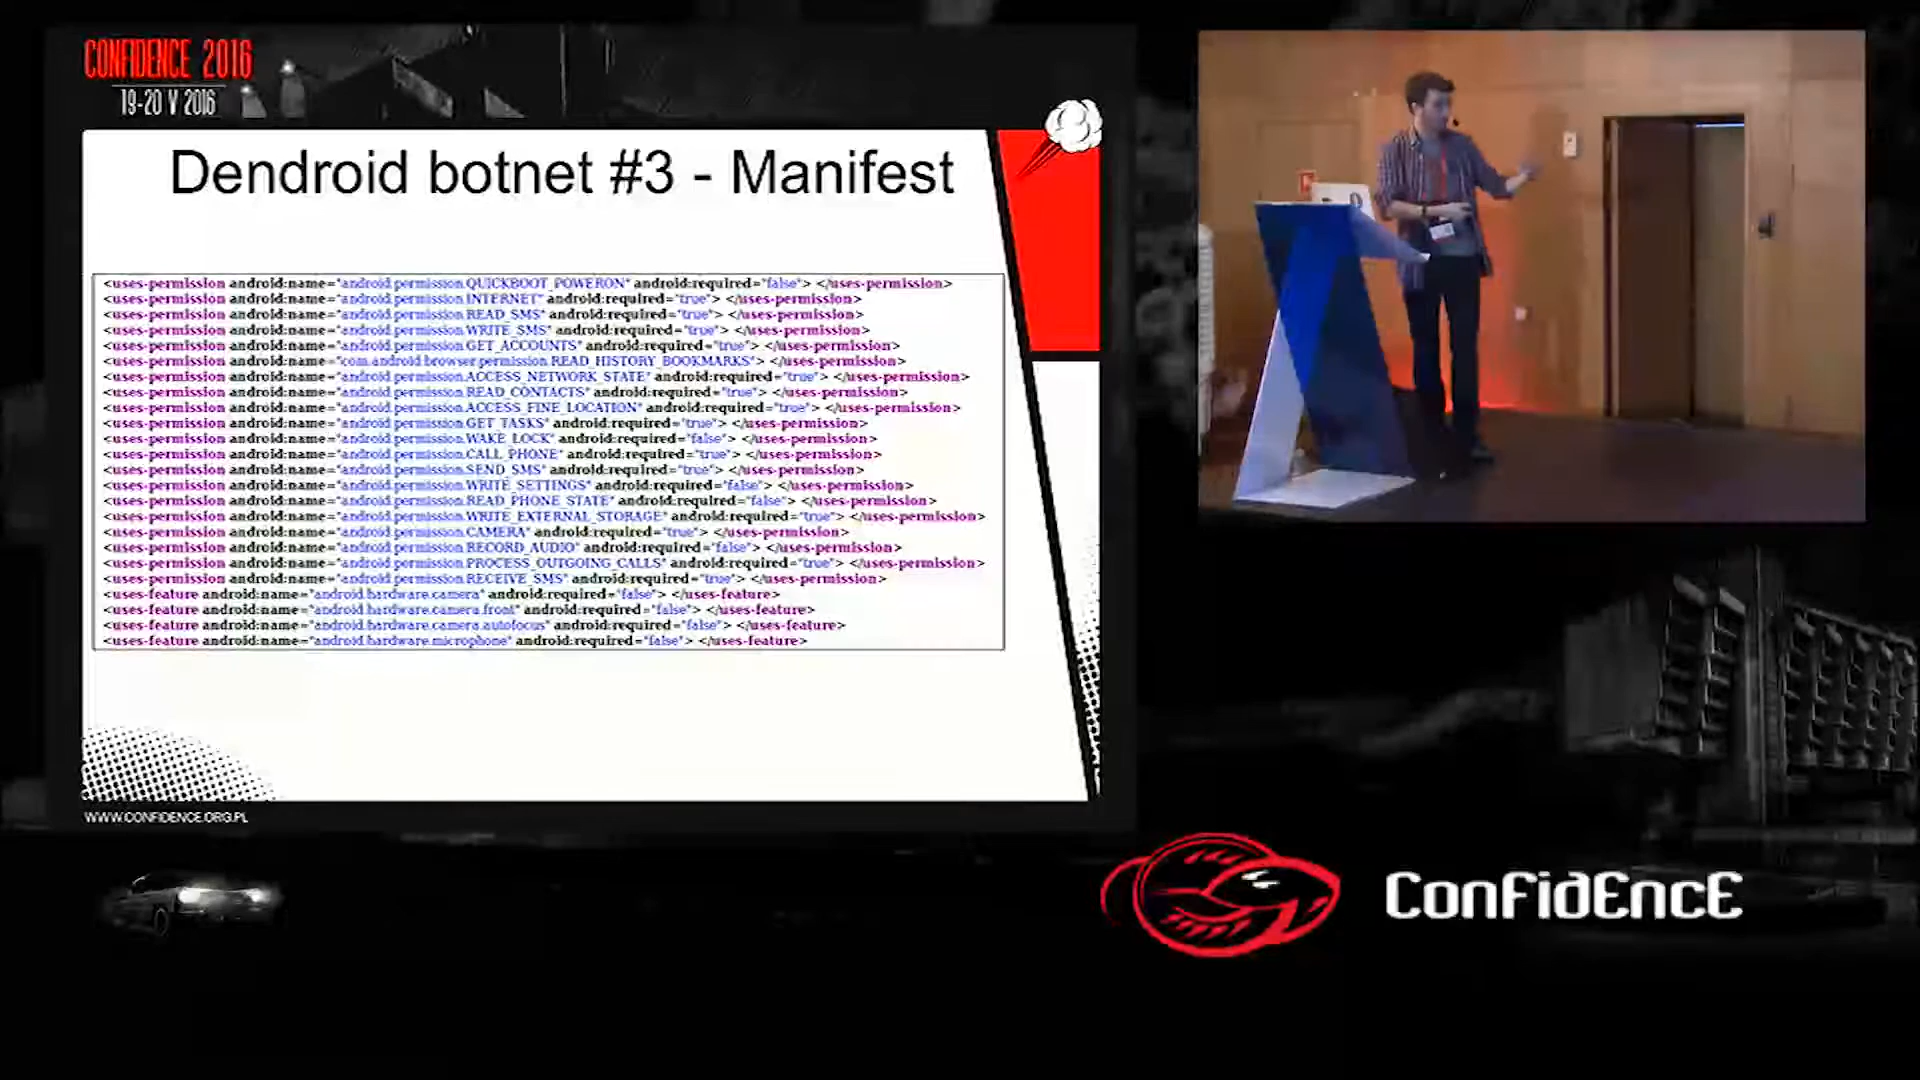 CONFIDENCE 2016
19-20 V 2016
Dendroid botnet #3 - Manifest
<uses-permission android:name="android.permission.QUICKBOOT_POWERON" android:required="false"> </uses-permission>
<uses-permission android:name="android.permission.INTERNET" android:required="true"> </uses-permission>
<uses-permission android:name="android.permission.READ_SMS" android:required="true"> </uses-permission>
<uses-permission android:name="android.permission.WRITE_SMS" android:required="true"> </uses-permission>
<uses-permission android:name="android.permission.GET_ACCOUNTS" android:required="true"> </uses-permission>
<uses-permission android:name="com.android.browser.permission.READ_HISTORY_BOOKMARKS"> </uses-permission>
<uses-permission android:name="android.permission.ACCESS_NETWORK_STATE" android:required="true"> </uses-permission>
<uses-permission android:name="android.permission.READ_CONTACTS" android:required="true"> </uses-permission>
<uses-permission android:name="android.permission.ACCESS_FINE_LOCATION" android:required="true"> </uses-permission>
<uses-permission android:name="android.permission.GET_TASKS" android:required="true"> </uses-permission>
<uses-permission android:name="android.permission.WAKE_LOCK" android:required="false"> </uses-permission>
<uses-permission android:name="android.permission.CALL_PHONE" android:required="true"> </uses-permission>
<uses-permission android:name="android.permission.SEND_SMS" android:required="true"> </uses-permission>
<uses-permission android:name="android.permission.WRITE_SETTINGS" android:required="false"> </uses-permission>
<uses-permission android:name="android.permission.READ_PHONE_STATE" android:required="false"> </uses-permission>
<uses-permission android:name="android.permission.WRITE_EXTERNAL_STORAGE" android:required="true"> </uses-permission>
<uses-permission android:name="android.permission.CAMERA" android:required="true"> </uses-permission>
<uses-permission android:name="android.permission.RECORD_AUDIO" android:required="false"> </uses-permission>
<uses-permission android:name="android.permission.PROCESS_OUTGOING_CALLS" android:required="true"> </uses-permission>
<uses-permission android:name="android.permission.RECEIVE_SMS" android:required="true"> </uses-permission>
<uses-feature android:name="android.hardware.camera" android:required="false"> </uses-feature>
<uses-feature android:name="android.hardware.camera.front" android:required="false"> </uses-feature>
<uses-feature android:name="android.hardware.camera.autofocus" android:required="false"> </uses-feature>
<uses-feature android:name="android.hardware.microphone" android:required="false"> </uses-feature>
WWW.CONFIDENCE.ORG.PL
ConFidEncE